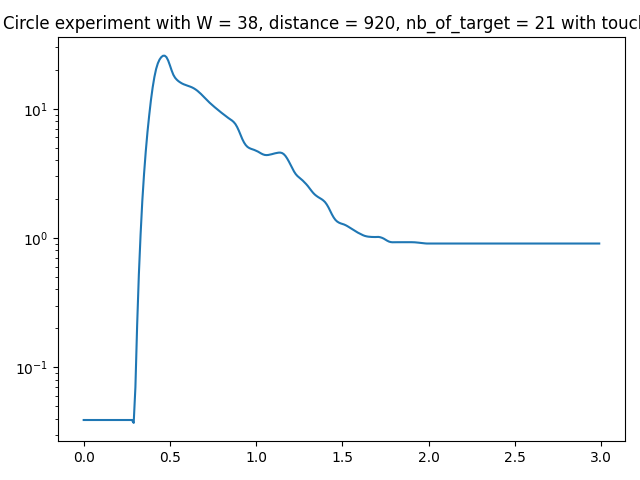 Circle experiment with W = 38, distance = 920, nb_of_target = 21 with
10¹
10⁰
10⁻¹
0.0 0.5 1.0 1.5 2.0 2.5 3.0